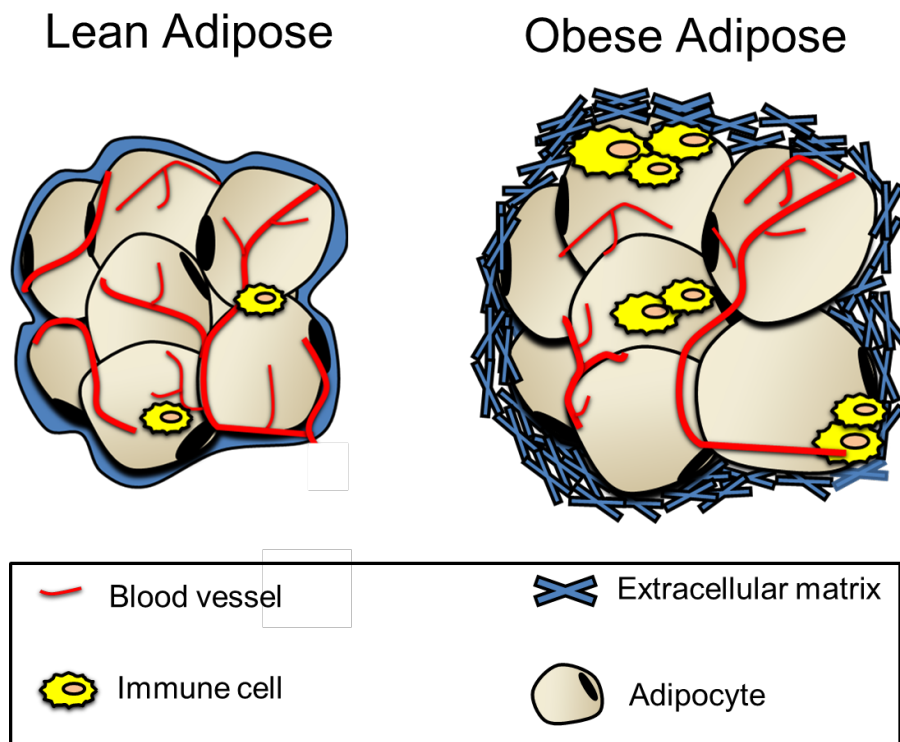 Lean Adipose
Obese Adipose
Blood vessel
Extracellular matrix
Immune cell
Adipocyte